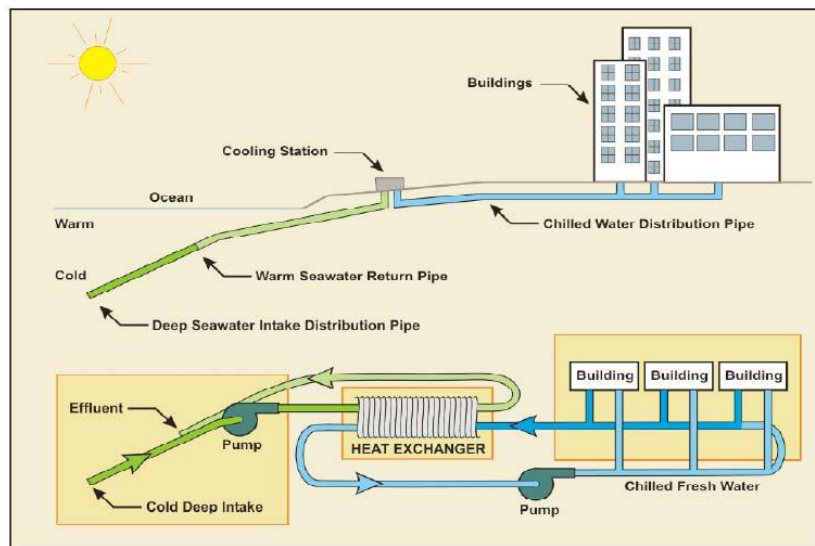 Buildings
Cooling Station
Ocean
Chilled Water Distribution Pipe
Warm
Cold
Warm Seawater Return Pipe
Deep Seawater Intake Distribution Pipe
Building
Building
Building
Effluent
Pump
HEAT EXCHANGER
Chilled Fresh Water
Cold Deep Intake
Pump